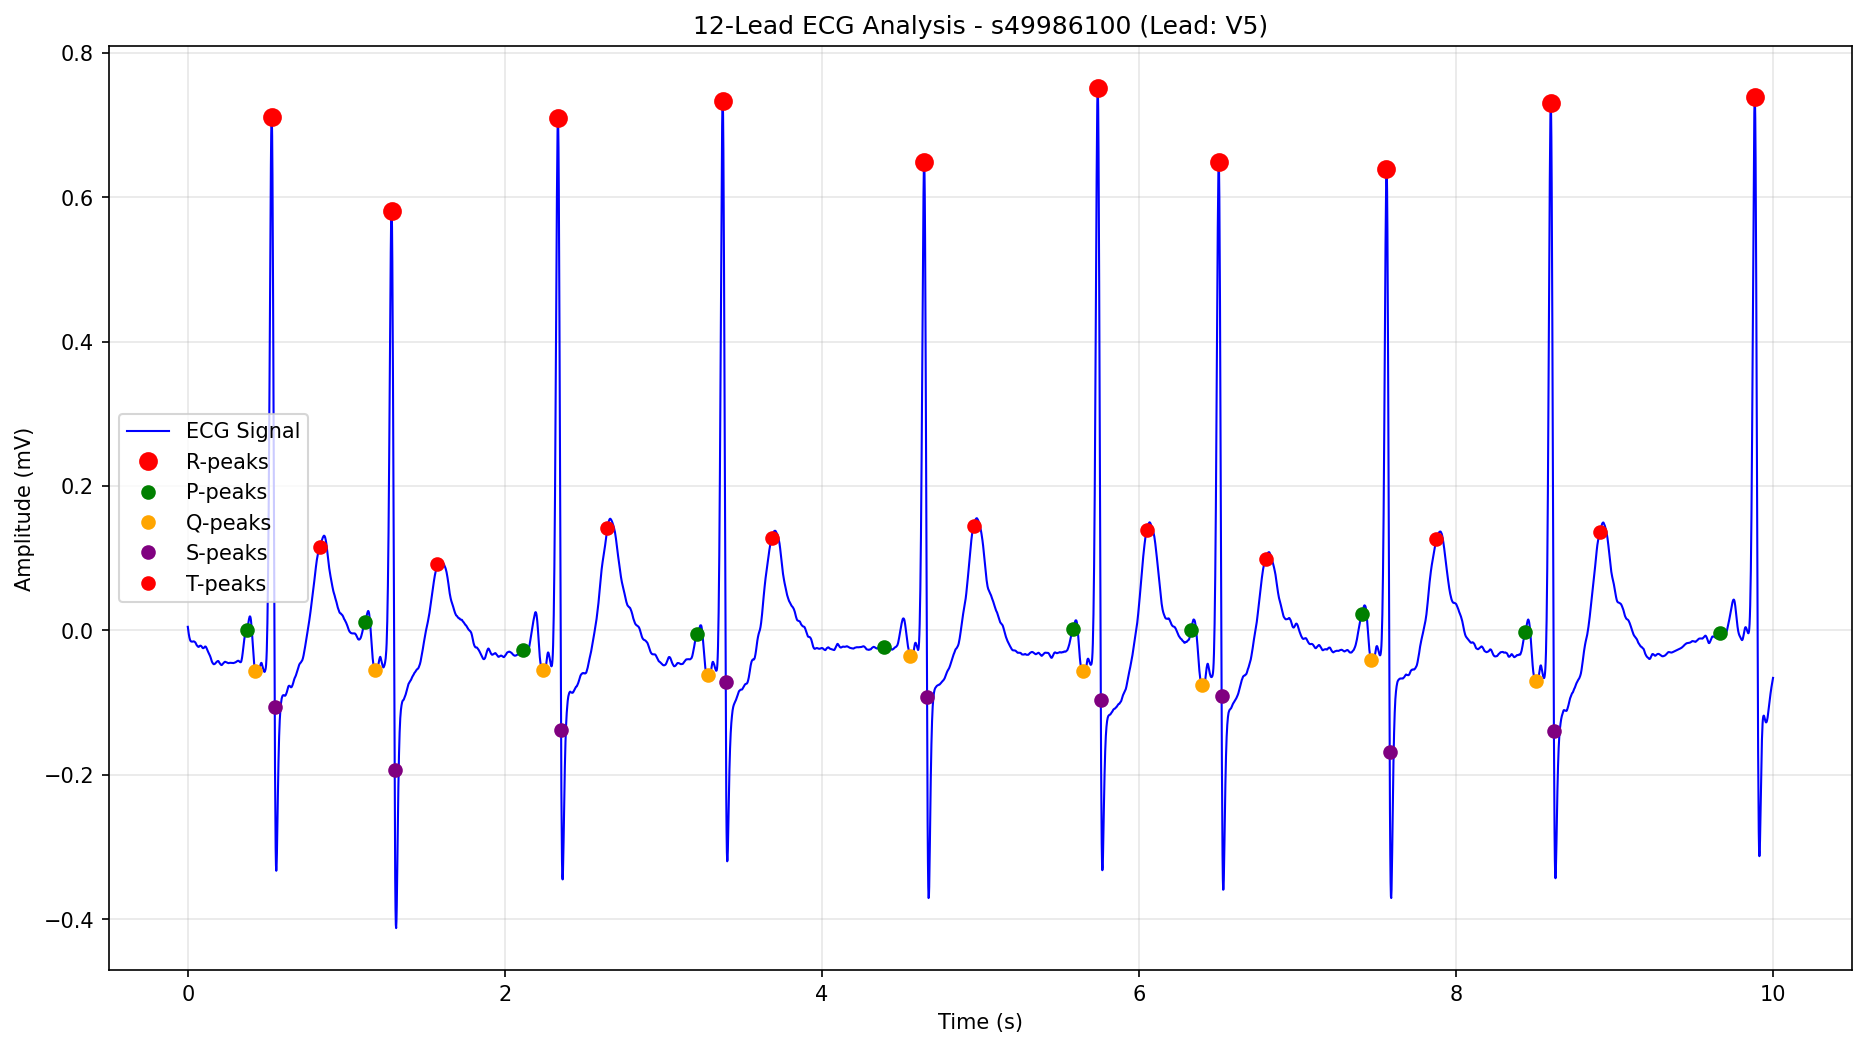 12-Lead ECG Analysis - s49986100 (Lead: V5)
Amplitude (mV)
0.8
0.6
0.4
0.2
0.0
−0.2
−0.4
ECG Signal
R-peaks
P-peaks
Q-peaks
S-peaks
T-peaks
0 2 4 6 8 10
Time (s)